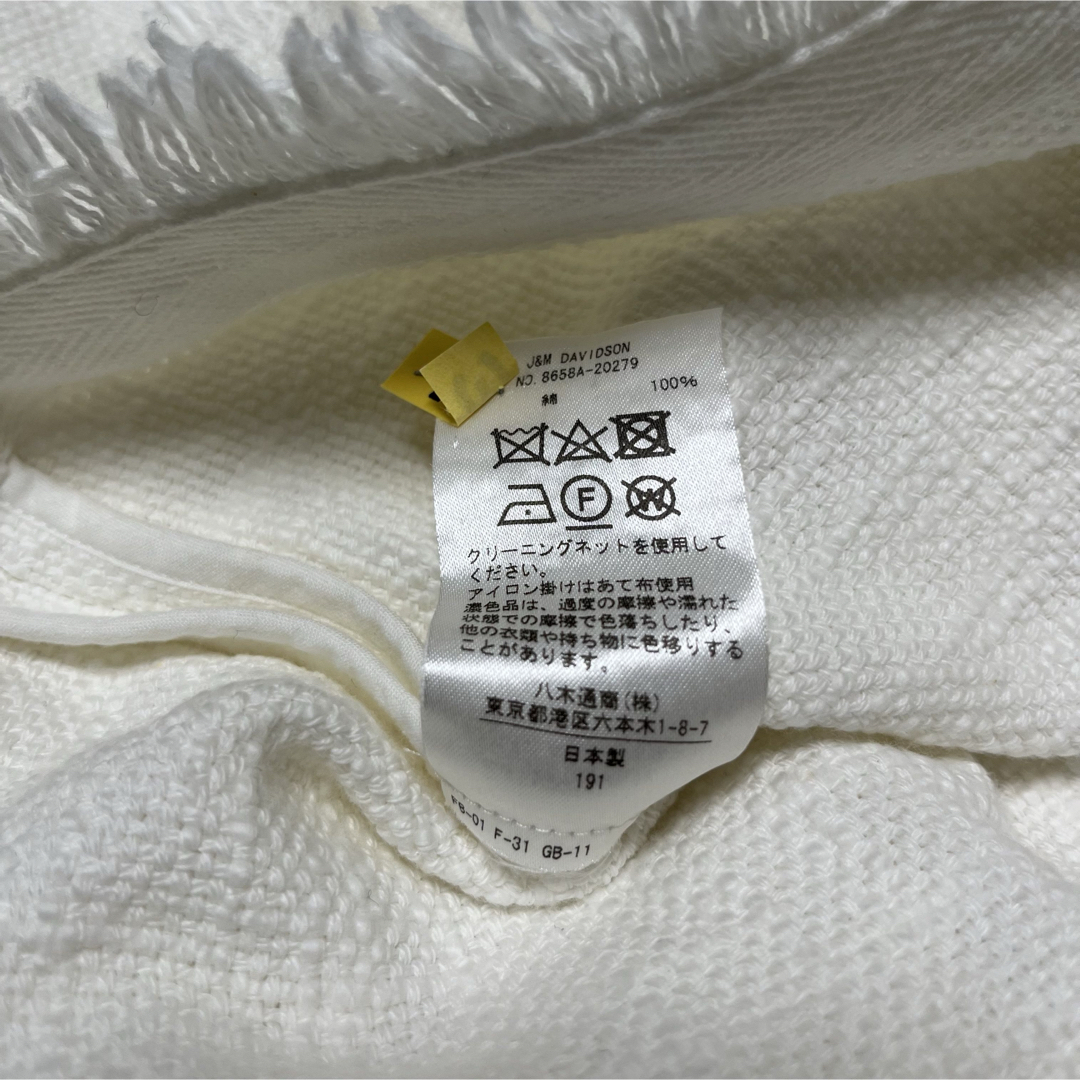 J&M DAVIDSON
NO. 8658A-20279
綿 100%
F
W
クリーニングネットを使用して
ください。
アイロン掛けはあて布使用
濃色品は、過度の摩擦や濡れた
状態での摩擦で色落ちしたり、
他の衣類や持ち物に色移りする
ことがあります。
八木通商(株)
東京都港区六本木1-8-7
日本製
191
F-31 GB-11